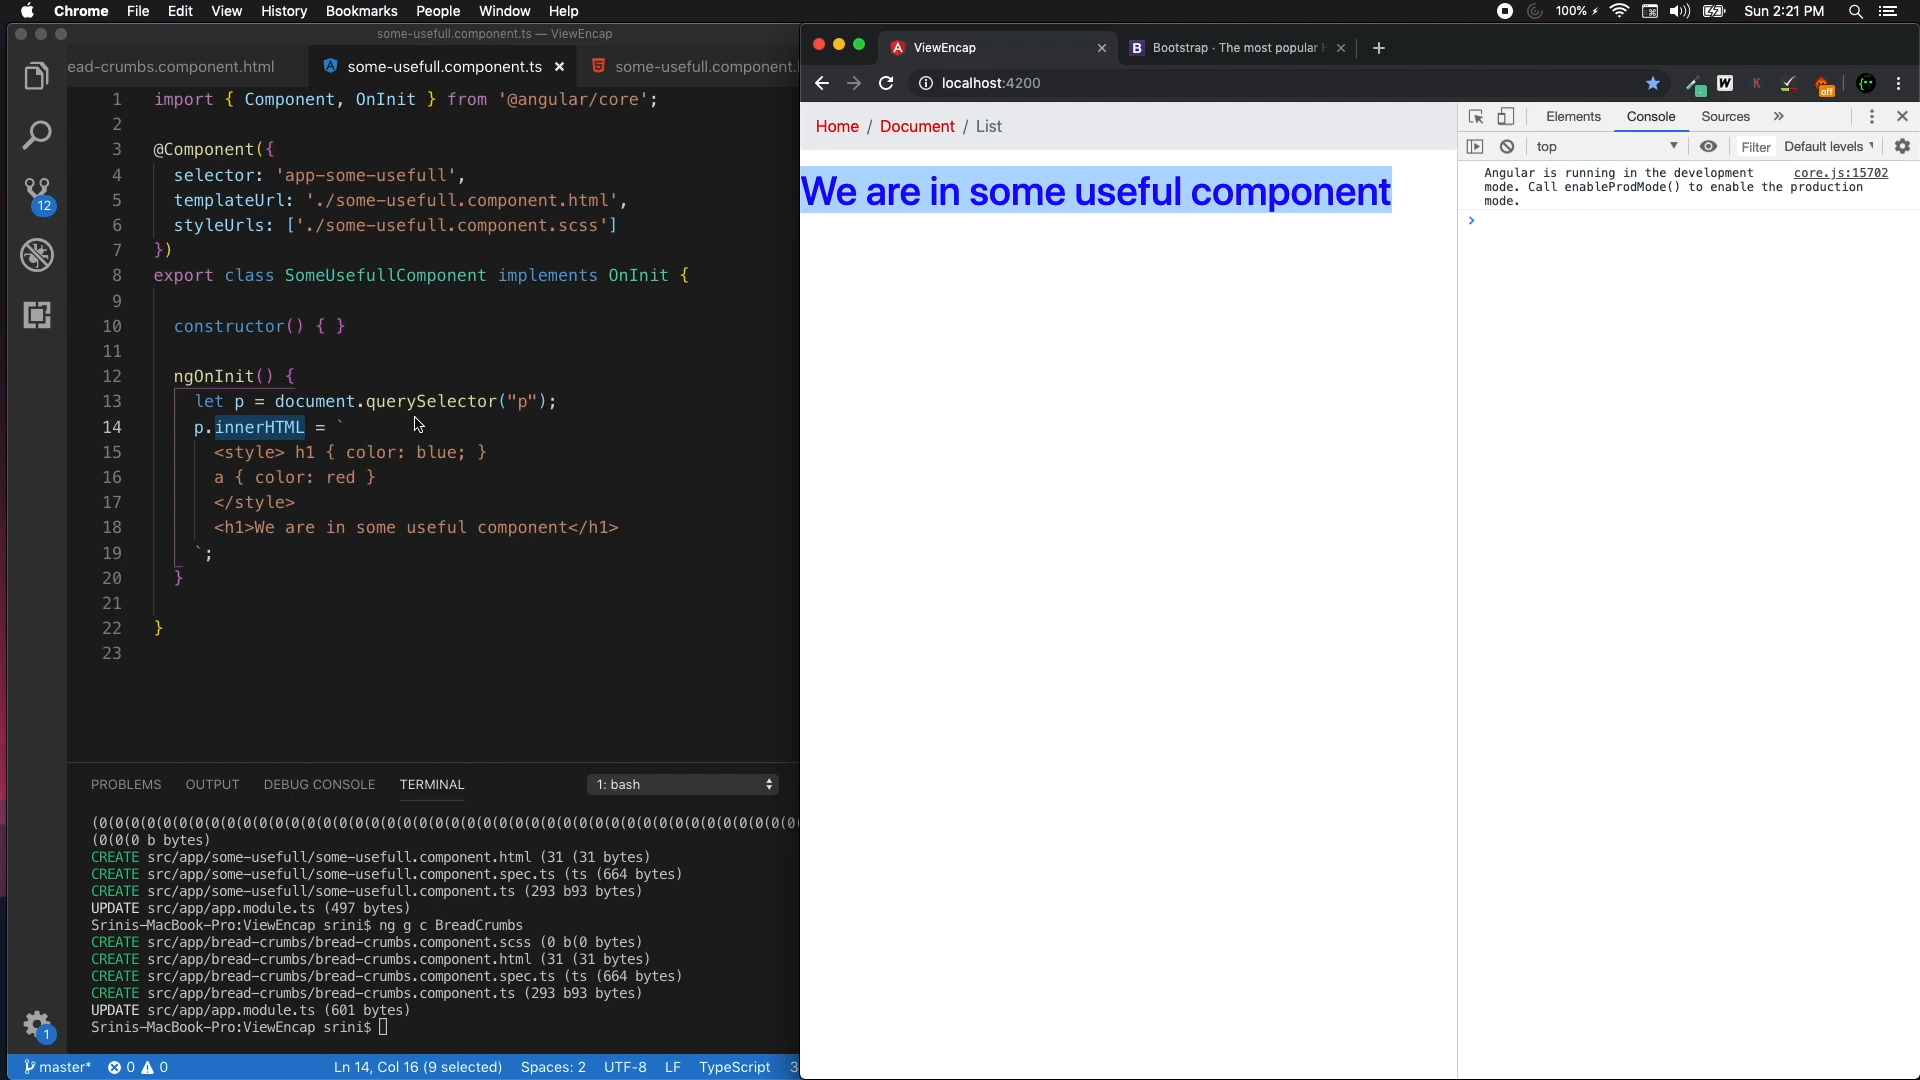 Chrome File Edit View History Bookmarks People Window Help 100% Sun 2:21 PM
some-usefull.component.ts — ViewEncap
ead-crumbs.component.html some-usefull.component.ts × some-usefull.component.
1 import { Component, OnInit } from '@angular/core';
2
3 @Component({
4 selector: 'app-some-usefull',
5 templateUrl: './some-usefull.component.html',
6 styleUrls: ['./some-usefull.component.scss']
7 })
8 export class SomeUsefullComponent implements OnInit {
9
10 constructor() { }
11
12 ngOnInit() {
13 let p = document.querySelector("p");
14 p.innerHTML = `
15 <style> h1 { color: blue; }
16 a { color: red }
17 </style>
18 <h1>We are in some useful component</h1>
19 `;
20 }
21
22 }
23
12
1
PROBLEMS OUTPUT DEBUG CONSOLE TERMINAL 1: bash
(0(0(0 b bytes)
CREATE src/app/some-usefull/some-usefull.component.html (31 (31 bytes)
CREATE src/app/some-usefull/some-usefull.component.spec.ts (ts (664 bytes)
CREATE src/app/some-usefull/some-usefull.component.ts (293 b93 bytes)
UPDATE src/app/app.module.ts (497 bytes)
Srinis-MacBook-Pro:ViewEncap srini$ ng g c BreadCrumbs
CREATE src/app/bread-crumbs/bread-crumbs.component.scss (0 b(0 bytes)
CREATE src/app/bread-crumbs/bread-crumbs.component.html (31 (31 bytes)
CREATE src/app/bread-crumbs/bread-crumbs.component.spec.ts (ts (664 bytes)
CREATE src/app/bread-crumbs/bread-crumbs.component.ts (293 b93 bytes)
UPDATE src/app/app.module.ts (601 bytes)
Srinis-MacBook-Pro:ViewEncap srini$
master* 0 0 Ln 14, Col 16 (9 selected) Spaces: 2 UTF-8 LF TypeScript 3
ViewEncap × Bootstrap · The most popular ×
localhost:4200
W K off
Home / Document / List
We are in some useful component
Elements Console Sources »
top Filter Default levels
Angular is running in the development core.js:15702
mode. Call enableProdMode() to enable the production
mode.